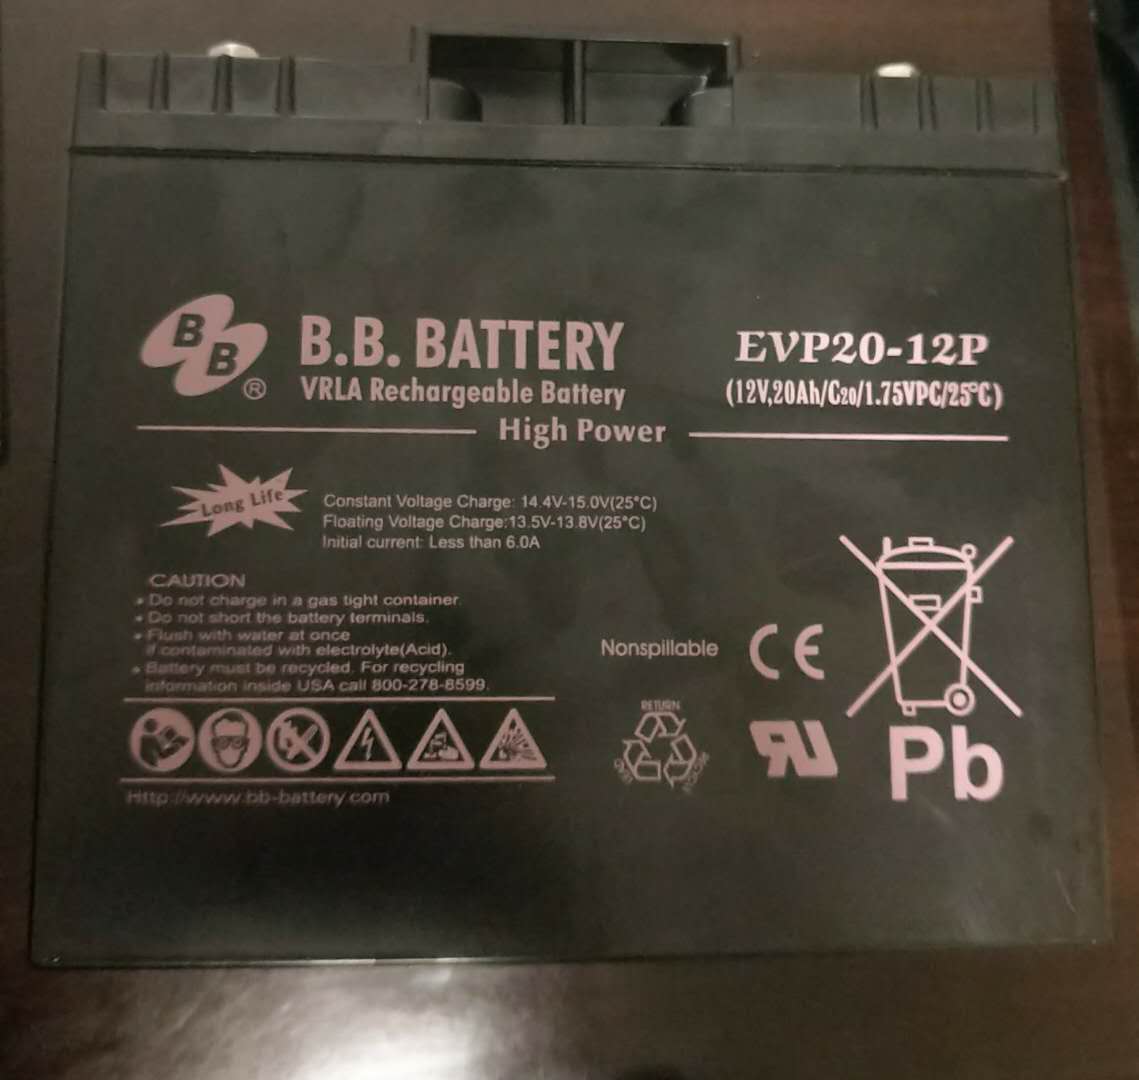 BB®
B.B. BATTERY
VRLA Rechargeable Battery
High Power
EVP20-12P
(12V,20Ah/C20/1.75VPC/25°C)
Long Life
Constant Voltage Charge: 14.4V-15.0V(25°C)
Floating Voltage Charge:13.5V-13.8V(25°C)
Initial current: Less than 6.0A
CAUTION
• Do not charge in a gas tight container.
• Do not short the battery terminals.
• Flush with water at once
if contaminated with electrolyte(Acid).
• Battery must be recycled. For recycling
information inside USA call 800-278-8599.
Http://www.bb-battery.com
Nonspillable
CE
RETURN
Pb